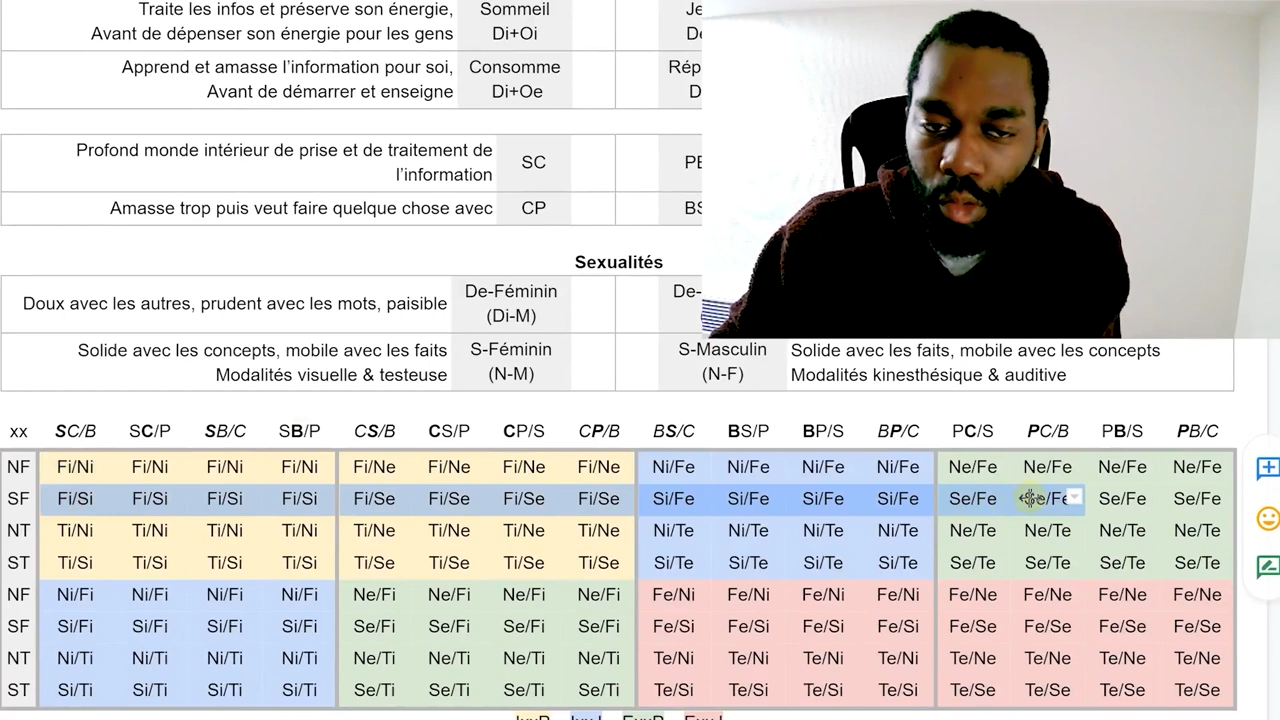 Traite les infos et préserve son énergie,
Avant de dépenser son énergie pour les gens
Sommeil
Di+Oi
Apprend et amasse l'information pour soi,
Avant de démarrer et enseigne
Consomme
Di+Oe
Profond monde intérieur de prise et de traitement de
l'information
SC
Amasse trop puis veut faire quelque chose avec
CP
Sexualités
Doux avec les autres, prudent avec les mots, paisible
De-Féminin
(Di-M)
Solide avec les concepts, mobile avec les faits
Modalités visuelle & testeuse
S-Féminin
(N-M)
S-Masculin
(N-F)
Solide avec les faits, mobile avec les concepts
Modalités kinesthésique & auditive
xx SC/B SC/P SB/C SB/P CS/B CS/P CP/S CP/B BS/C BS/P BP/S BP/C PC/S PC/B PB/S PB/C
NF Fi/Ni Fi/Ni Fi/Ni Fi/Ni Fi/Ne Fi/Ne Fi/Ne Fi/Ne Ni/Fe Ni/Fe Ni/Fe Ni/Fe Ne/Fe Ne/Fe Ne/Fe Ne/Fe
SF Fi/Si Fi/Si Fi/Si Fi/Si Fi/Se Fi/Se Fi/Se Fi/Se Si/Fe Si/Fe Si/Fe Si/Fe Se/Fe Se/Fe Se/Fe
NT Ti/Ni Ti/Ni Ti/Ni Ti/Ni Ti/Ne Ti/Ne Ti/Ne Ti/Ne Ni/Te Ni/Te Ni/Te Ni/Te Ne/Te Ne/Te Ne/Te Ne/Te
ST Ti/Si Ti/Si Ti/Si Ti/Si Ti/Se Ti/Se Ti/Se Ti/Se Si/Te Si/Te Si/Te Si/Te Se/Te Se/Te Se/Te Se/Te
NF Ni/Fi Ni/Fi Ni/Fi Ni/Fi Ne/Fi Ne/Fi Ne/Fi Ne/Fi Fe/Ni Fe/Ni Fe/Ni Fe/Ni Fe/Ne Fe/Ne Fe/Ne Fe/Ne
SF Si/Fi Si/Fi Si/Fi Si/Fi Se/Fi Se/Fi Se/Fi Se/Fi Fe/Si Fe/Si Fe/Si Fe/Si Fe/Se Fe/Se Fe/Se Fe/Se
NT Ni/Ti Ni/Ti Ni/Ti Ni/Ti Ne/Ti Ne/Ti Ne/Ti Ne/Ti Te/Ni Te/Ni Te/Ni Te/Ni Te/Ne Te/Ne Te/Ne Te/Ne
ST Si/Ti Si/Ti Si/Ti Si/Ti Se/Ti Se/Ti Se/Ti Se/Ti Te/Si Te/Si Te/Si Te/Si Te/Se Te/Se Te/Se Te/Se